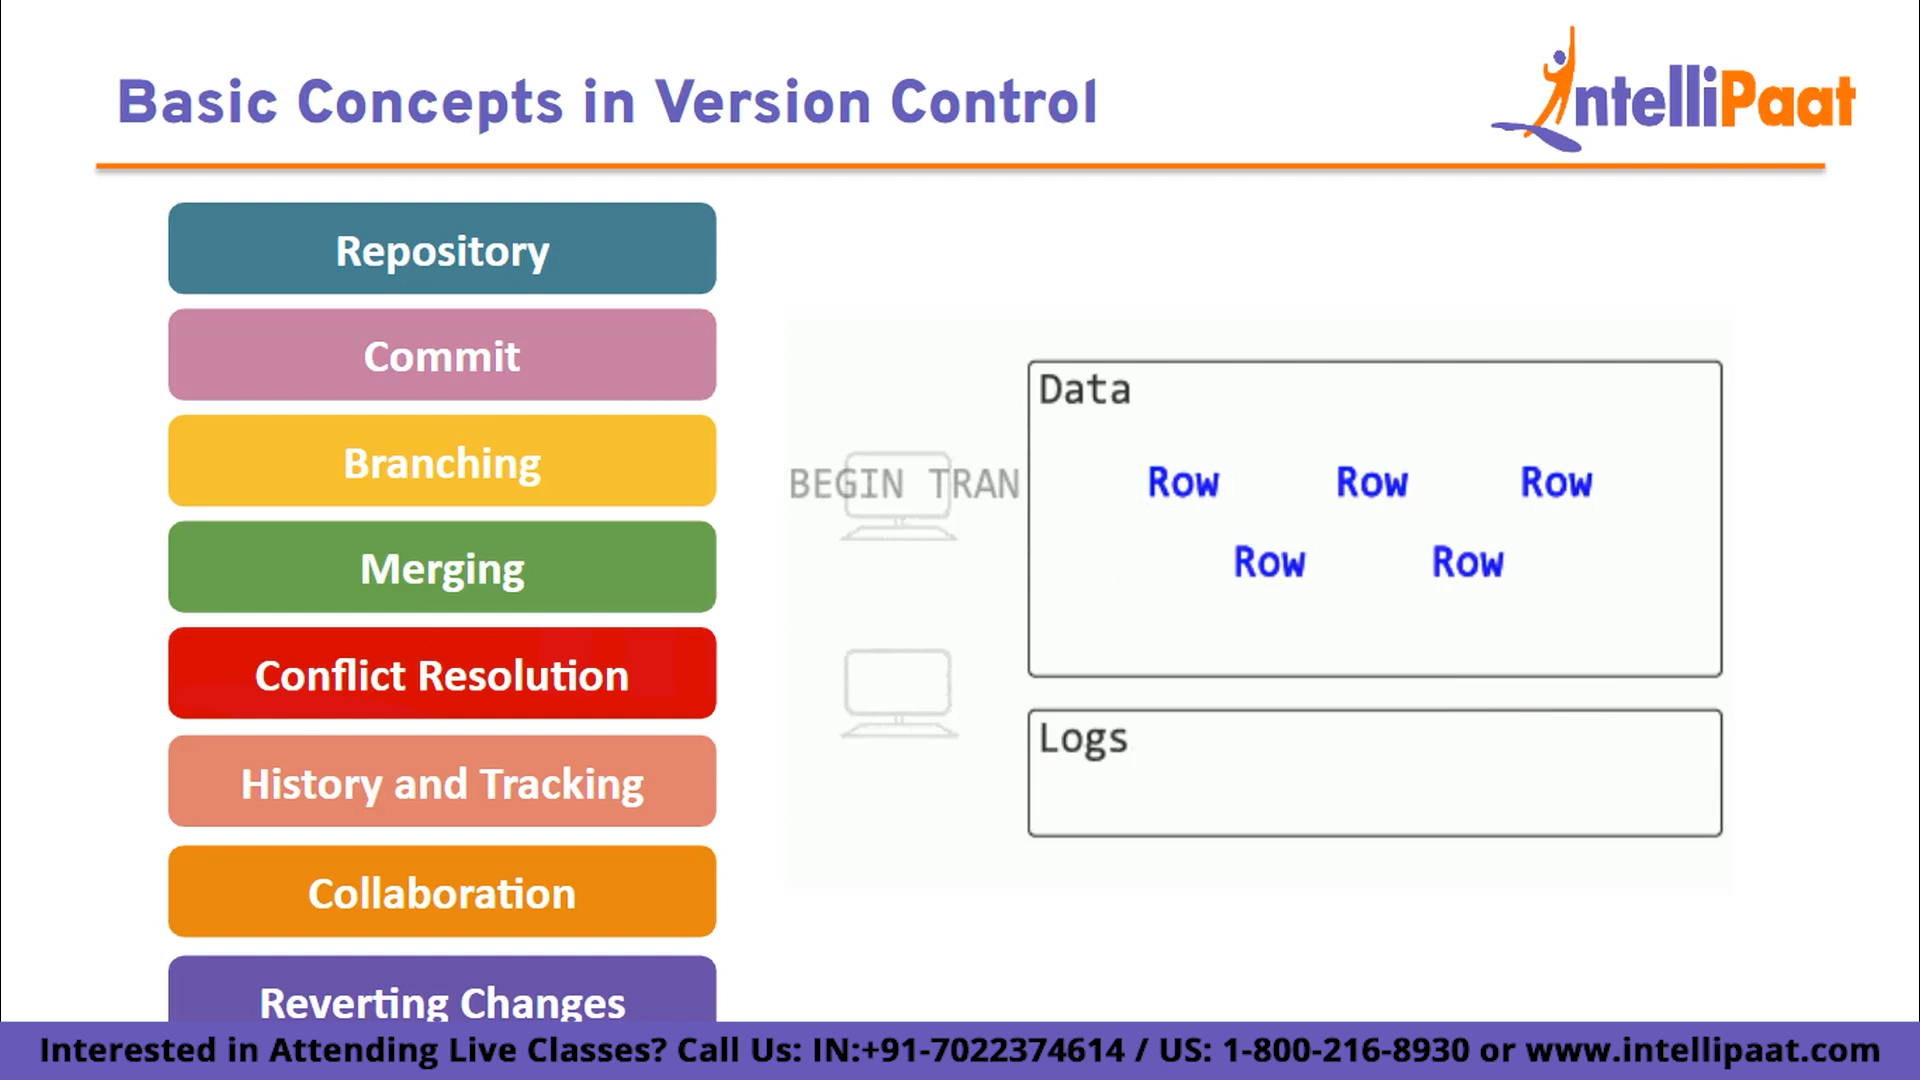 Basic Concepts in Version Control
IntelliPaat
Repository
Commit
Branching
Merging
Conflict Resolution
History and Tracking
Collaboration
Reverting Changes
BEGIN TRAN
Data
Row Row Row
Row Row
Logs
Interested in Attending Live Classes? Call Us: IN:+91-7022374614 / US: 1-800-216-8930 or www.intellipaat.com